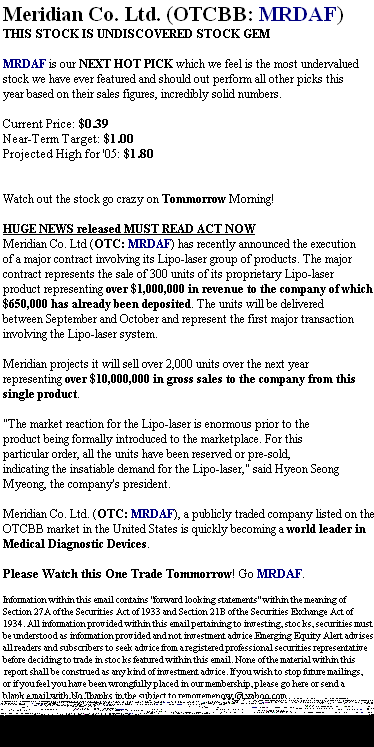 Meridian Co. Ltd. (OTCBB: MRDAF)
THIS STOCK IS UNDISCOVERED STOCK GEM
MRDAF is our NEXT HOT PICK which we feel is the most undervalued
stock we have ever featured and should out perform all other picks this
year based on their sales figures, incredibly solid numbers.
Current Price: $0.39
Near-Term Target: $1.00
Projected High for '05: $1.80
Watch out the stock go crazy on Tommorrow Morning!
HUGE NEWS released MUST READ ACT NOW
Meridian Co. Ltd (OTC: MRDAF) has recently announced the execution
of a major contract involving its Lipo-laser group of products. The major
contract represents the sale of 300 units of its proprietary Lipo-laser
product representing over $1,000,000 in revenue to the company of which
$650,000 has already been deposited. The units will be delivered
between September and October and represent the first major transaction
involving the Lipo-laser system.
Meridian projects it will sell over 2,000 units over the next year
representing over $10,000,000 in gross sales to the company from this
single product.
"The market reaction for the Lipo-laser is enormous prior to the
product being formally introduced to the marketplace. For this
particular order, all the units have been reserved or pre-sold,
indicating the insatiable demand for the Lipo-laser," said Hyeon Seong
Myeong, the company's president.
Meridian Co. Ltd. (OTC: MRDAF), a publicly traded company listed on the
OTCBB market in the United States is quickly becoming a world leader in
Medical Diagnostic Devices.
Please Watch this One Trade Tommorrow! Go MRDAF.
Information within this email contains "forward looking statements" within the meaning of
Section 27A of the Securities Act of 1933 and Section 21B of the Securities Exchange Act of
1934. All information provided within this email pertaining to investing, stocks, securities must
be understood as information provided and not investment advice. Emerging Equity Alert advises
all readers and subscribers to seek advice from a registered professional securities representative
before deciding to trade in stocks featured within this email. None of the material within this
report shall be construed as any kind of investment advice. If you wish to stop future mailings,
or if you feel you have been wrongfully placed in our membership, please go here or send a
blank e mail with No Thanks in the subject to